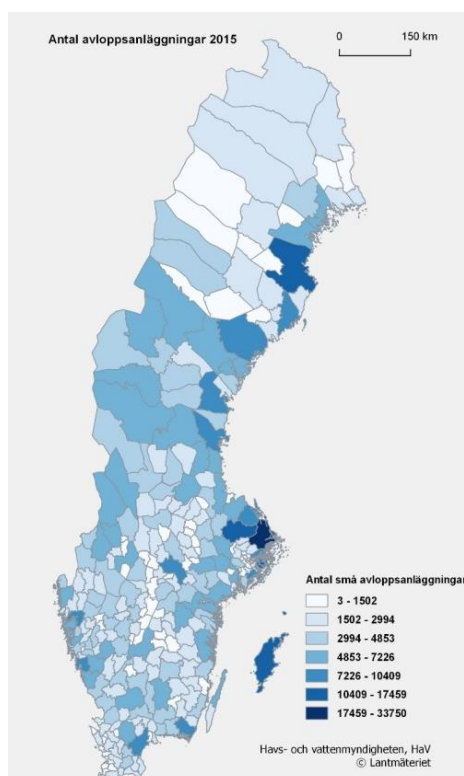 Antal avloppsanläggningar 2015
0 150 km
Antal små avloppsanläggningar
3 - 1502
1502 - 2994
2994 - 4853
4853 - 7226
7226 - 10409
10409 - 17459
17459 - 33750
Havs- och vattenmyndigheten, HaV
© Lantmäteriet